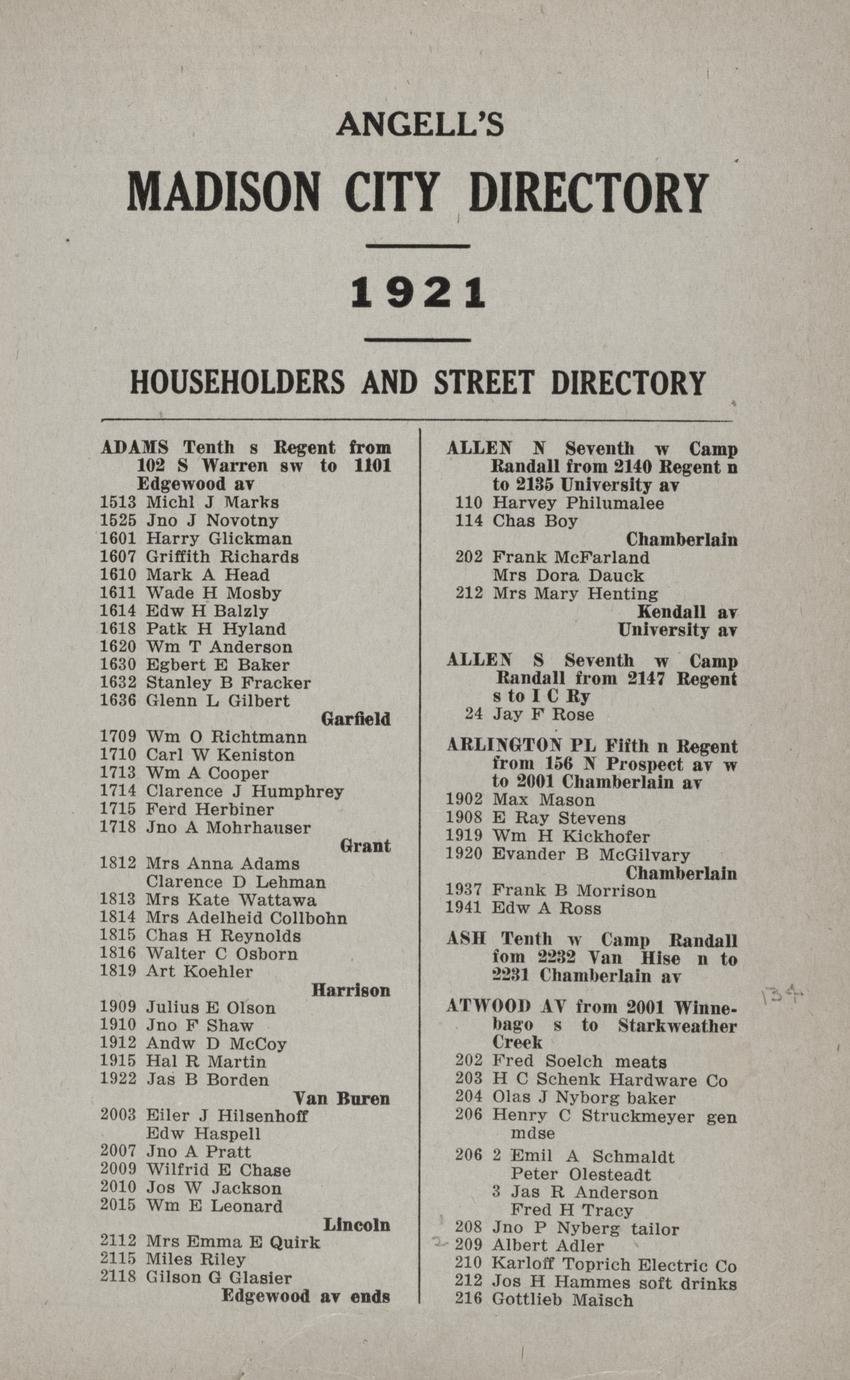 ANGELL'S
MADISON CITY DIRECTORY
1921
HOUSEHOLDERS AND STREET DIRECTORY
ADAMS Tenth s Regent from
102 S Warren sw to 1101
Edgewood av
1513 Michl J Marks
1525 Jno J Novotny
1601 Harry Glickman
1607 Griffith Richards
1610 Mark A Head
1611 Wade H Mosby
1614 Edw H Balzly
1618 Patk H Hyland
1620 Wm T Anderson
1630 Egbert E Baker
1632 Stanley B Fracker
1636 Glenn L Gilbert
Garfield
1709 Wm O Richtmann
1710 Carl W Keniston
1713 Wm A Cooper
1714 Clarence J Humphrey
1715 Ferd Herbiner
1718 Jno A Mohrhauser
Grant
1812 Mrs Anna Adams
Clarence D Lehman
1813 Mrs Kate Wattawa
1814 Mrs Adelheid Collbohn
1815 Chas H Reynolds
1816 Walter C Osborn
1819 Art Koehler
Harrison
1909 Julius E Olson
1910 Jno F Shaw
1912 Andw D McCoy
1915 Hal R Martin
1922 Jas B Borden
Van Buren
2003 Eiler J Hilsenhoff
Edw Haspell
2007 Jno A Pratt
2009 Wilfrid E Chase
2010 Jos W Jackson
2015 Wm E Leonard
Lincoln
2112 Mrs Emma E Quirk
2115 Miles Riley
2118 Gilson G Glasier
Edgewood av ends
ALLEN N Seventh w Camp
Randall from 2140 Regent n
to 2135 University av
110 Harvey Philumalee
114 Chas Boy
Chamberlain
202 Frank McFarland
Mrs Dora Dauck
212 Mrs Mary Henting
Kendall av
University av
ALLEN S Seventh w Camp
Randall from 2147 Regent
s to I C Ry
24 Jay F Rose
ARLINGTON PL Fifth n Regent
from 156 N Prospect av w
to 2001 Chamberlain av
1902 Max Mason
1908 E Ray Stevens
1919 Wm H Kickhofer
1920 Evander B McGilvary
Chamberlain
1937 Frank B Morrison
1941 Edw A Ross
ASH Tenth w Camp Randall
fom 2232 Van Hise n to
2231 Chamberlain av
134
ATWOOD AV from 2001 Winne-
bago s to Starkweather
Creek
202 Fred Soelch meats
203 H C Schenk Hardware Co
204 Olas J Nyborg baker
206 Henry C Struckmeyer gen
mdse
206 2 Emil A Schmaldt
Peter Olesteadt
3 Jas R Anderson
Fred H Tracy
208 Jno P Nyberg tailor
209 Albert Adler
210 Karloff Toprich Electric Co
212 Jos H Hammes soft drinks
216 Gottlieb Maisch